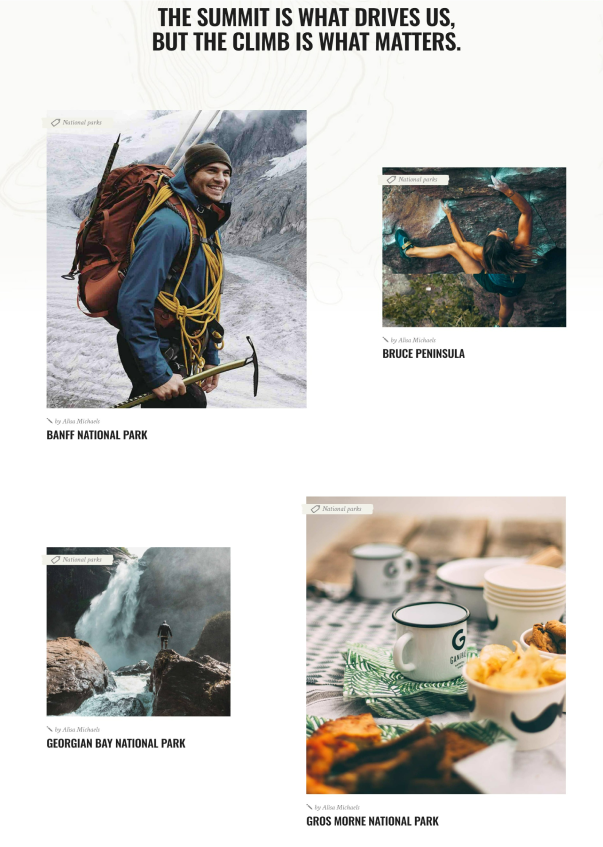 THE SUMMIT IS WHAT DRIVES US,
BUT THE CLIMB IS WHAT MATTERS.
National parks
by Alisa Michaels
BANFF NATIONAL PARK
National parks
by Alisa Michaels
BRUCE PENINSULA
National parks
by Alisa Michaels
GEORGIAN BAY NATIONAL PARK
National parks
G
G
by Alisa Michaels
GROS MORNE NATIONAL PARK